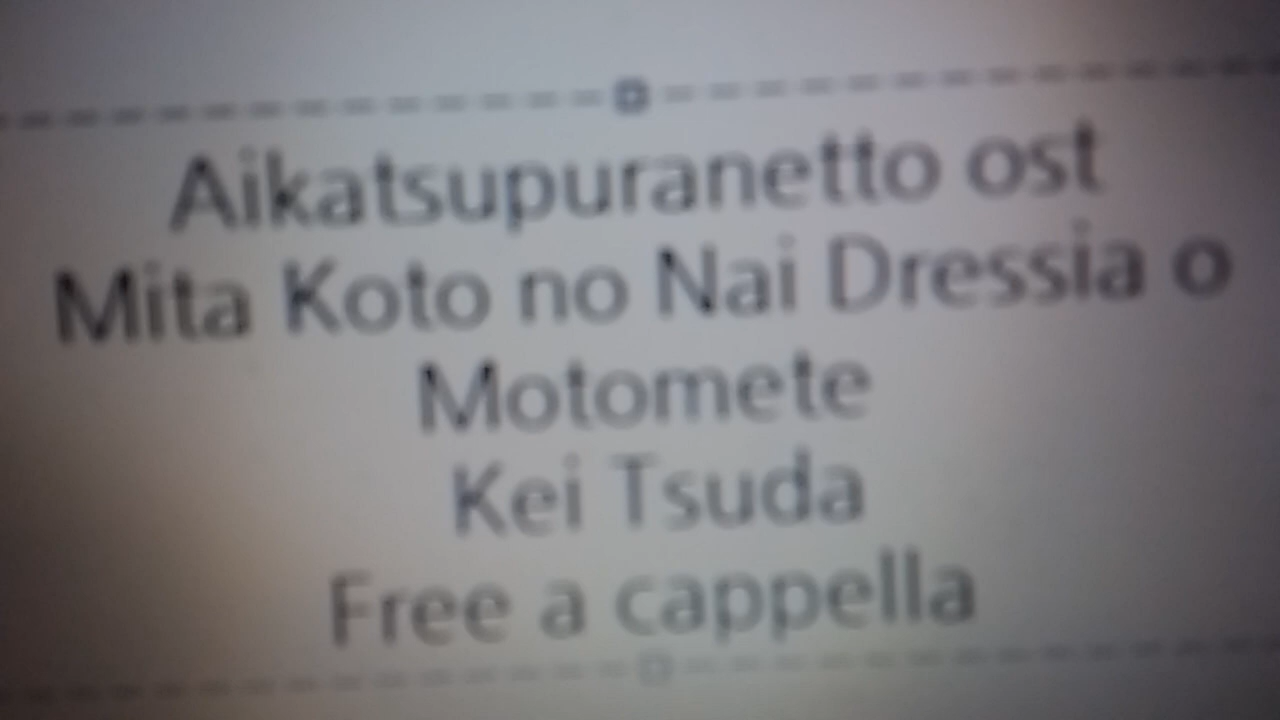 Aikatsupuranetto ost
Mita Koto no Nai Dressia o
Motomete
Kei Tsuda
Free a cappella